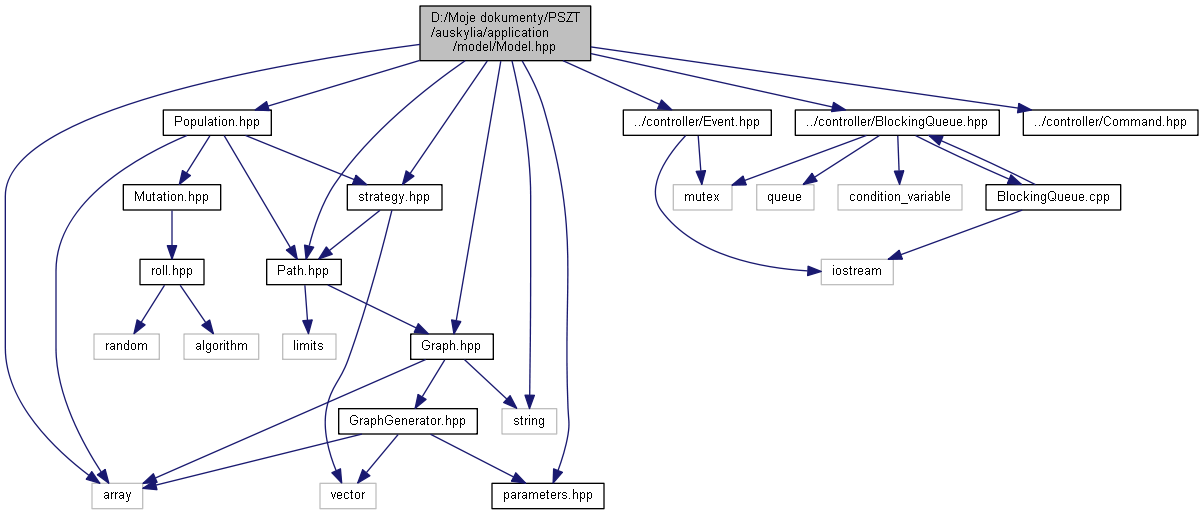 D:/Moje dokumenty/PSZT
/auskylia/application
/model/Model.hpp
Population.hpp
../controller/Event.hpp
../controller/BlockingQueue.hpp
../controller/Command.hpp
Mutation.hpp
strategy.hpp
mutex
queue
condition_variable
BlockingQueue.cpp
roll.hpp
Path.hpp
iostream
random
algorithm
limits
Graph.hpp
GraphGenerator.hpp
string
array
vector
parameters.hpp